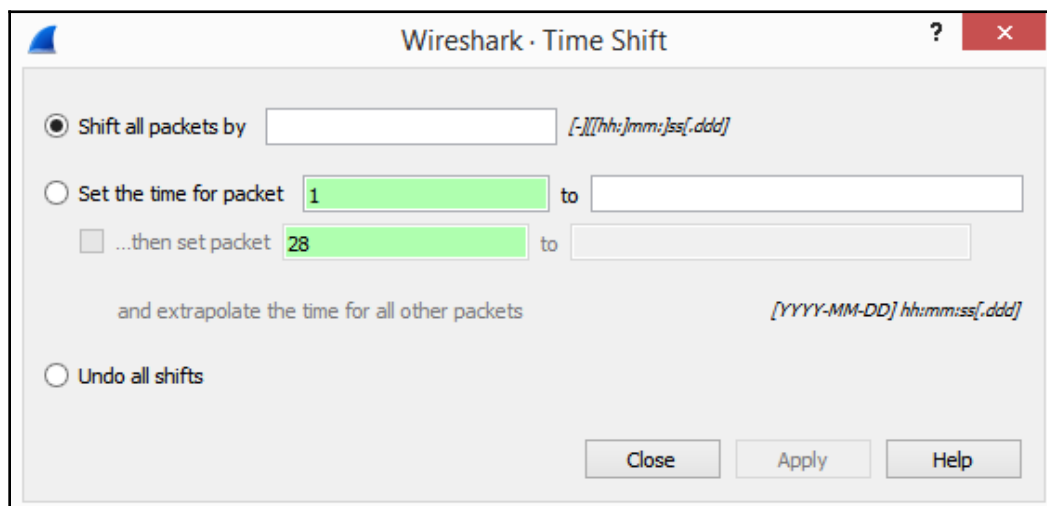 Wireshark · Time Shift
?
×
Shift all packets by [-][[hh:]mm:]ss[.ddd]
Set the time for packet 1 to
...then set packet 28 to
and extrapolate the time for all other packets [YYYY-MM-DD] hh:mm:ss[.ddd]
Undo all shifts
Close Apply Help